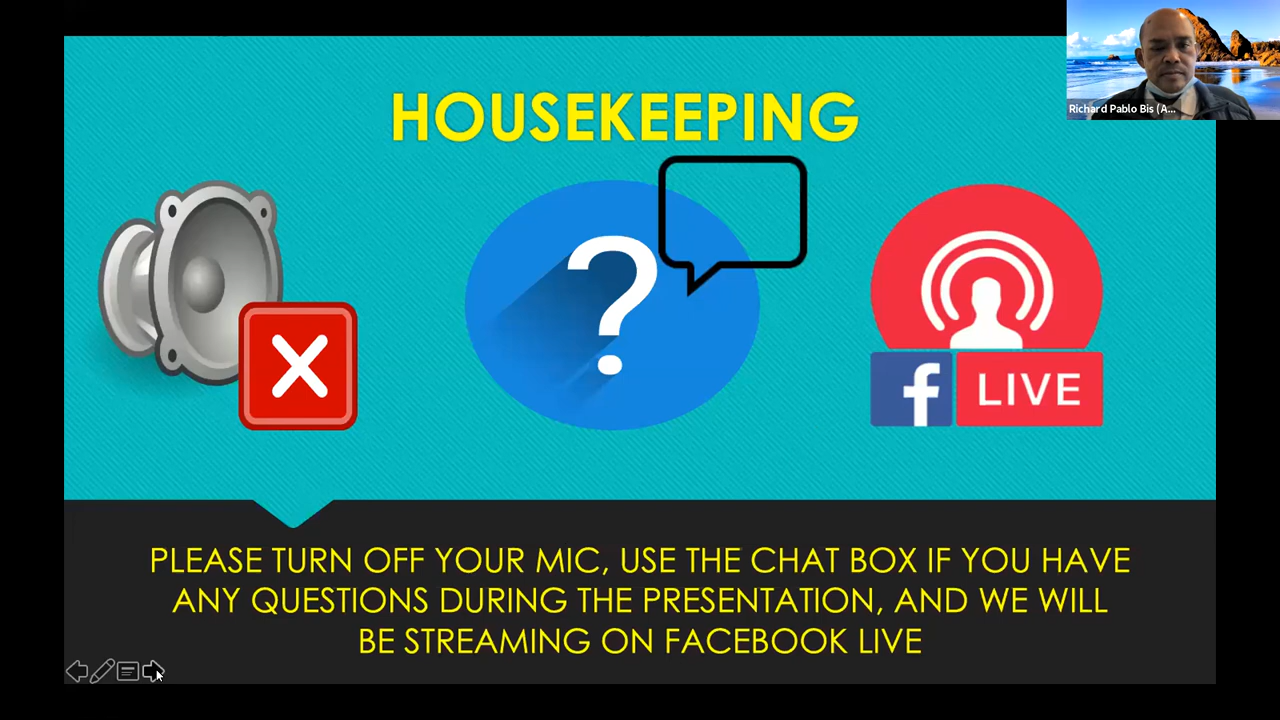 HOUSEKEEPING
Richard Pablo Bis (A...
?
f LIVE
PLEASE TURN OFF YOUR MIC, USE THE CHAT BOX IF YOU HAVE
ANY QUESTIONS DURING THE PRESENTATION, AND WE WILL
BE STREAMING ON FACEBOOK LIVE